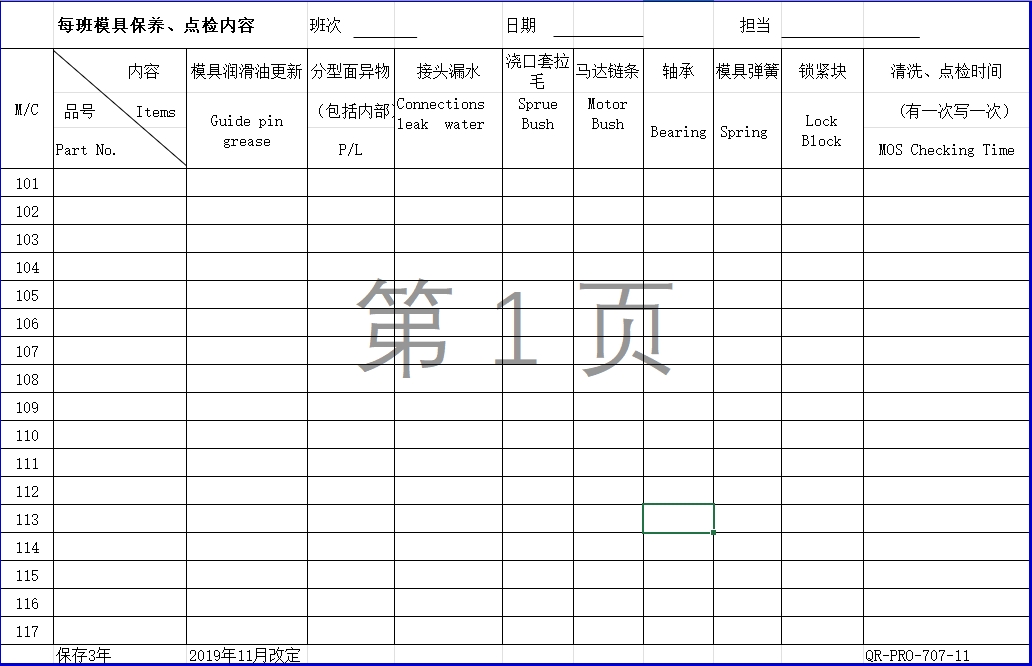 每班模具保养、点检内容 班次 日期 担当
M/C
内容
Items
品号
Part No.
模具润滑油更新
Guide pin
grease
分型面异物
（包括内部）
P/L
接头漏水
Connections
leak water
浇口套拉
毛
Sprue
Bush
马达链条
Motor
Bush
轴承
Bearing
模具弹簧
Spring
锁紧块
Lock
Block
清洗、点检时间
（有一次写一次）
MOS Checking Time
101
102
103
104
105
106
107
108
109
110
111
112
113
114
115
116
117
第 1 页
保存3年 2019年11月改定 QR-PRO-707-11